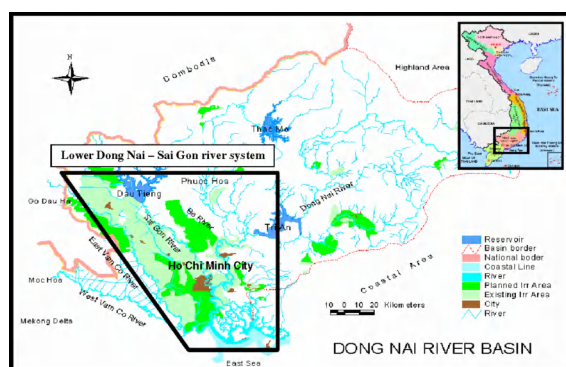 N
Cambodia
Highland Area
Thac Mo
Lower Dong Nai – Sai Gon river system
Phuoc Hoa
Dau Tieng
Go Dau Ha
Be River
Dong Nai River
Sai Gon River
Tri An
East Vam Co River
Ho Chi Minh City
Moc Hoa
West Vam Co River
Coastal Area
Mekong Delta
East Sea
10 0 10 20 Kilometers
Reservoir
Basin border
National boder
Coastal Line
River
Planned Irr Area
Existing Irr Area
City
River
DONG NAI RIVER BASIN
EAST SEA